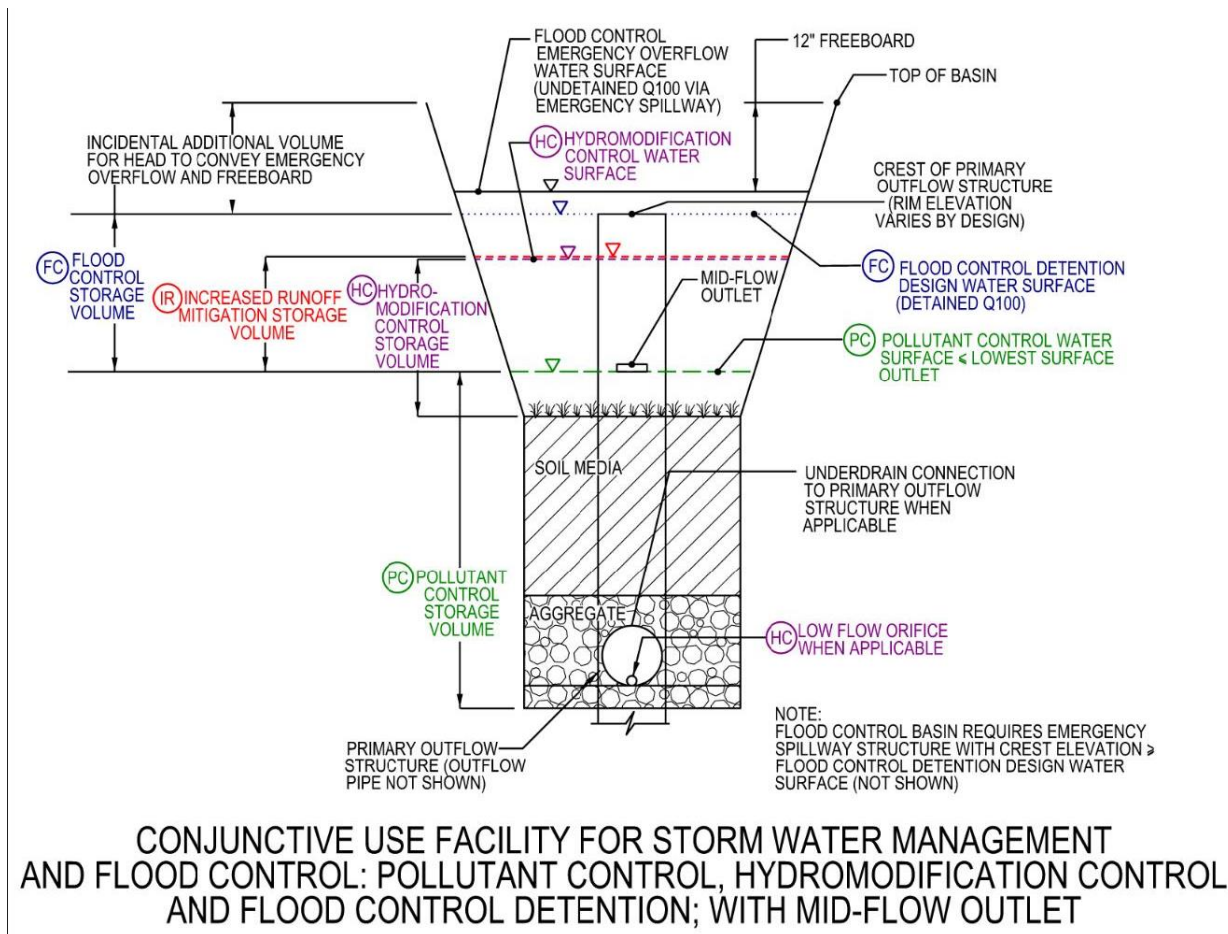 FLOOD CONTROL
EMERGENCY OVERFLOW
WATER SURFACE
(UNDETAINED Q100 VIA
EMERGENCY SPILLWAY)
12" FREEBOARD
TOP OF BASIN
INCIDENTAL ADDITIONAL VOLUME
FOR HEAD TO CONVEY EMERGENCY
OVERFLOW AND FREEBOARD
HC HYDROMODIFICATION
CONTROL WATER
SURFACE
CREST OF PRIMARY
OUTFLOW STRUCTURE
(RIM ELEVATION
VARIES BY DESIGN)
FC FLOOD
CONTROL
STORAGE
VOLUME
IR INCREASED RUNOFF
MITIGATION STORAGE
VOLUME
HC HYDRO-
MODIFICATION
CONTROL
STORAGE
VOLUME
MID-FLOW
OUTLET
FC FLOOD CONTROL DETENTION
DESIGN WATER SURFACE
(DETAINED Q100)
PC POLLUTANT CONTROL WATER
SURFACE ⩽ LOWEST SURFACE
OUTLET
SOIL MEDIA
UNDERDRAIN CONNECTION
TO PRIMARY OUTFLOW
STRUCTURE WHEN
APPLICABLE
PC POLLUTANT
CONTROL
STORAGE
VOLUME
AGGREGATE
HC LOW FLOW ORIFICE
WHEN APPLICABLE
PRIMARY OUTFLOW
STRUCTURE (OUTFLOW
PIPE NOT SHOWN)
NOTE:
FLOOD CONTROL BASIN REQUIRES EMERGENCY
SPILLWAY STRUCTURE WITH CREST ELEVATION ⩾
FLOOD CONTROL DETENTION DESIGN WATER
SURFACE (NOT SHOWN)
CONJUNCTIVE USE FACILITY FOR STORM WATER MANAGEMENT
AND FLOOD CONTROL: POLLUTANT CONTROL, HYDROMODIFICATION CONTROL
AND FLOOD CONTROL DETENTION; WITH MID-FLOW OUTLET